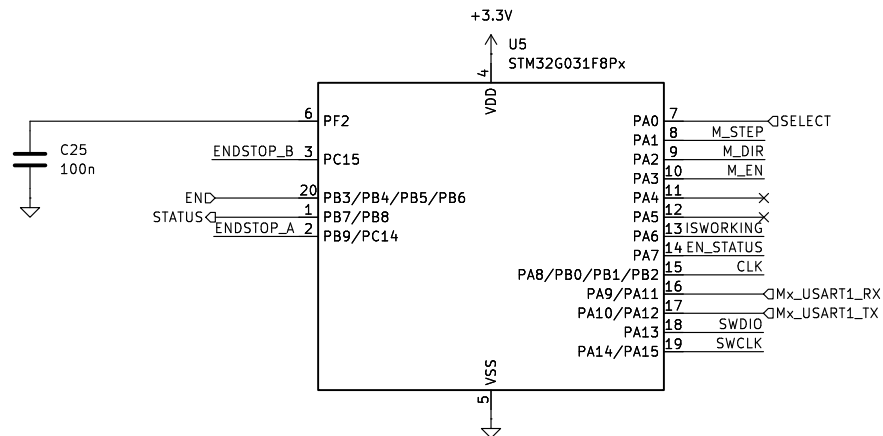 +3.3V
U5
STM32G031F8Px
4
VDD
6 PF2
C25
100n
ENDSTOP_B 3 PC15
EN 20 PB3/PB4/PB5/PB6
STATUS 1 PB7/PB8
ENDSTOP_A 2 PB9/PC14
PA0 7 SELECT
PA1 8 M_STEP
PA2 9 M_DIR
PA3 10 M_EN
PA4 11
PA5 12
PA6 13 ISWORKING
PA7 14 EN_STATUS
PA8/PB0/PB1/PB2 15 CLK
PA9/PA11 16 Mx_USART1_RX
PA10/PA12 17 Mx_USART1_TX
PA13 18 SWDIO
PA14/PA15 19 SWCLK
VSS
5